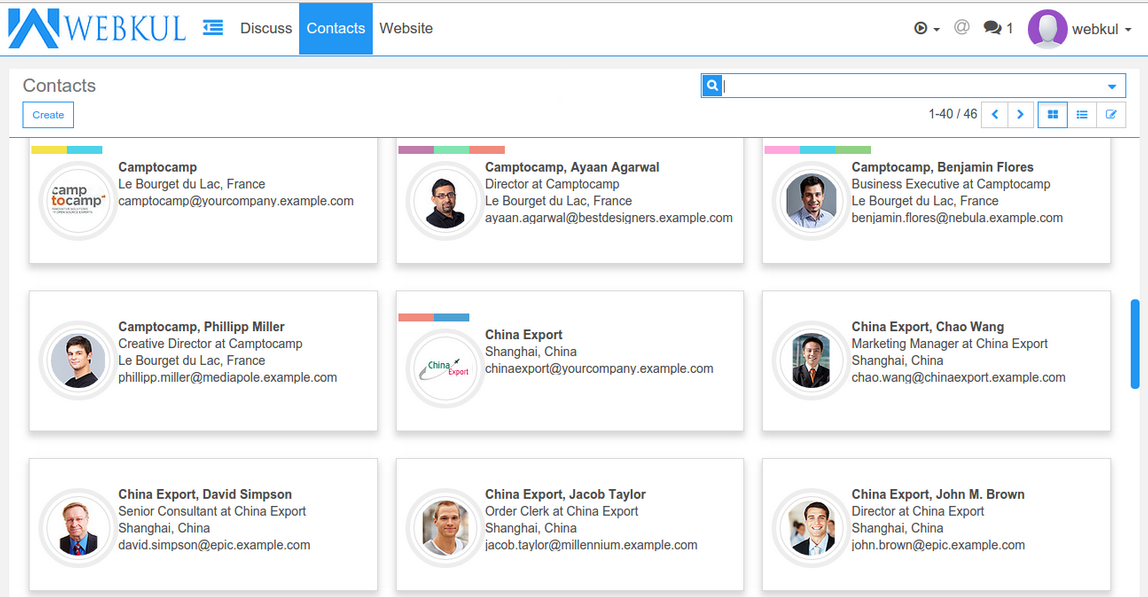 WEBKUL
Discuss
Contacts
Website
@
1
webkul
Contacts
Create
1-40 / 46
camp
tocamp
Camptocamp
Le Bourget du Lac, France
camptocamp@yourcompany.example.com
Camptocamp, Ayaan Agarwal
Director at Camptocamp
Le Bourget du Lac, France
ayaan.agarwal@bestdesigners.example.com
Camptocamp, Benjamin Flores
Business Executive at Camptocamp
Le Bourget du Lac, France
benjamin.flores@nebula.example.com
Camptocamp, Phillipp Miller
Creative Director at Camptocamp
Le Bourget du Lac, France
phillipp.miller@mediapole.example.com
China
Export
China Export
Shanghai, China
chinaexport@yourcompany.example.com
China Export, Chao Wang
Marketing Manager at China Export
Shanghai, China
chao.wang@chinaexport.example.com
China Export, David Simpson
Senior Consultant at China Export
Shanghai, China
david.simpson@epic.example.com
China Export, Jacob Taylor
Order Clerk at China Export
Shanghai, China
jacob.taylor@millennium.example.com
China Export, John M. Brown
Director at China Export
Shanghai, China
john.brown@epic.example.com